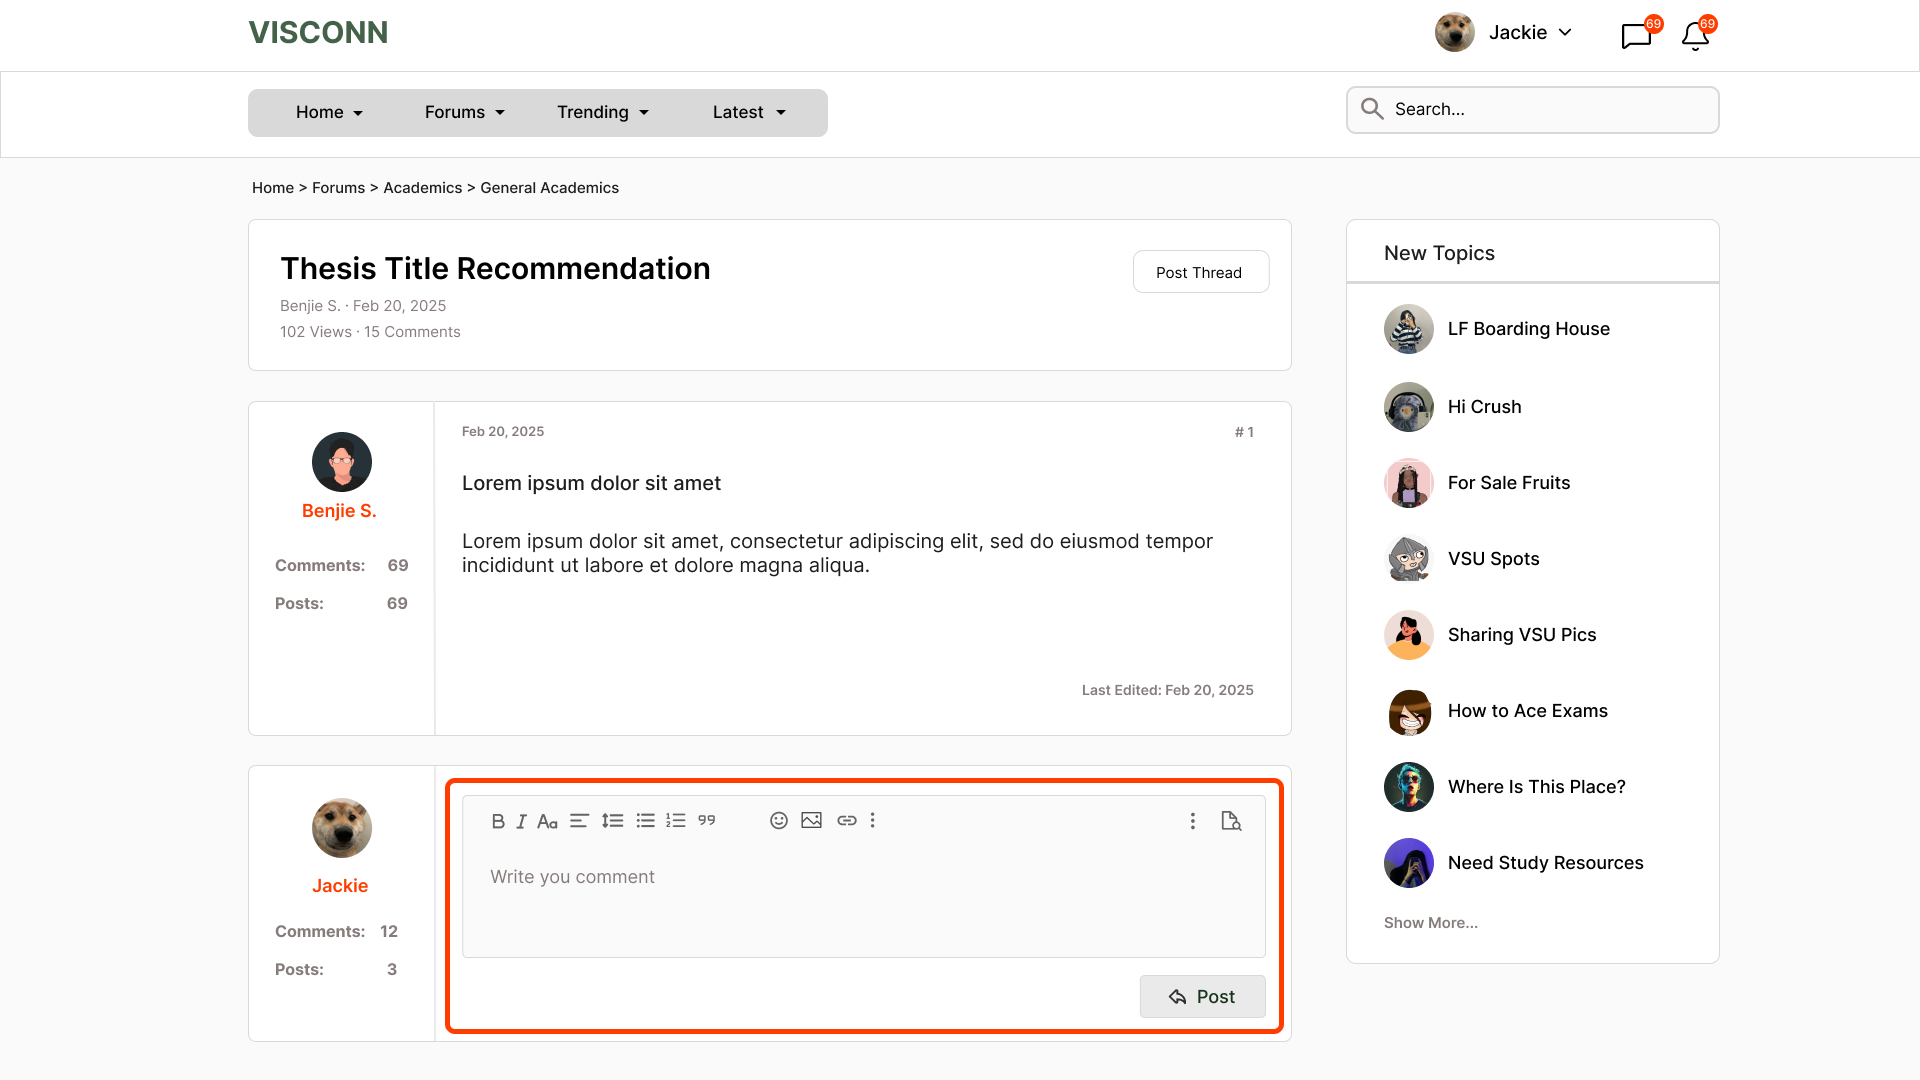 VISCONN
Jackie
69
69
Home
Forums
Trending
Latest
Search...
Home > Forums > Academics > General Academics
Thesis Title Recommendation
Benjie S. · Feb 20, 2025
102 Views · 15 Comments
Post Thread
Benjie S.
Comments: 69
Posts: 69
Feb 20, 2025
# 1
Lorem ipsum dolor sit amet
Lorem ipsum dolor sit amet, consectetur adipiscing elit, sed do eiusmod tempor
incididunt ut labore et dolore magna aliqua.
Last Edited: Feb 20, 2025
Jackie
Comments: 12
Posts: 3
B I Aa
Write you comment
Post
New Topics
LF Boarding House
Hi Crush
For Sale Fruits
VSU Spots
Sharing VSU Pics
How to Ace Exams
Where Is This Place?
Need Study Resources
Show More...